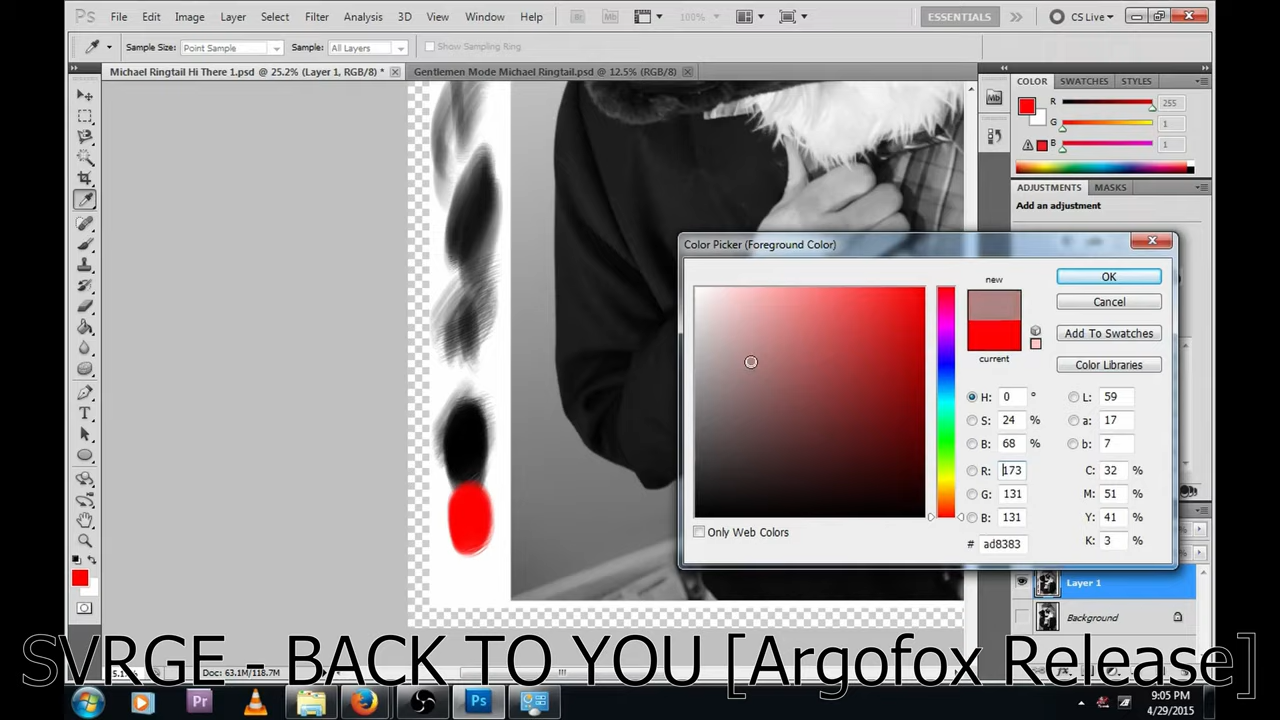 Ps
File Edit Image Layer Select Filter Analysis 3D View Window Help
Br Mb 100% ESSENTIALS CS Live
Sample Size: Point Sample Sample: All Layers Show Sampling Ring
Michael Ringtail Hi There 1.psd @ 25.2% (Layer 1, RGB/8) *
Gentlemen Mode Michael Ringtail.psd @ 12.5% (RGB/8)
COLOR SWATCHES STYLES
R 255
G 1
B 1
Mb
ADJUSTMENTS MASKS
Add an adjustment
Color Picker (Foreground Color)
new
current
OK
Cancel
Add To Swatches
Color Libraries
H: 0 ° L: 59
S: 24 % a: 17
B: 68 % b: 7
R: 173 C: 32 %
G: 131 M: 51 %
B: 131 Y: 41 %
# ad8383 K: 3 %
Only Web Colors
T
Layer 1
Background
Doc: 63.1M/118.7M
SVRGE - BACK TO YOU [Argofox Release]
Pr Ps
9:05 PM
4/29/2015